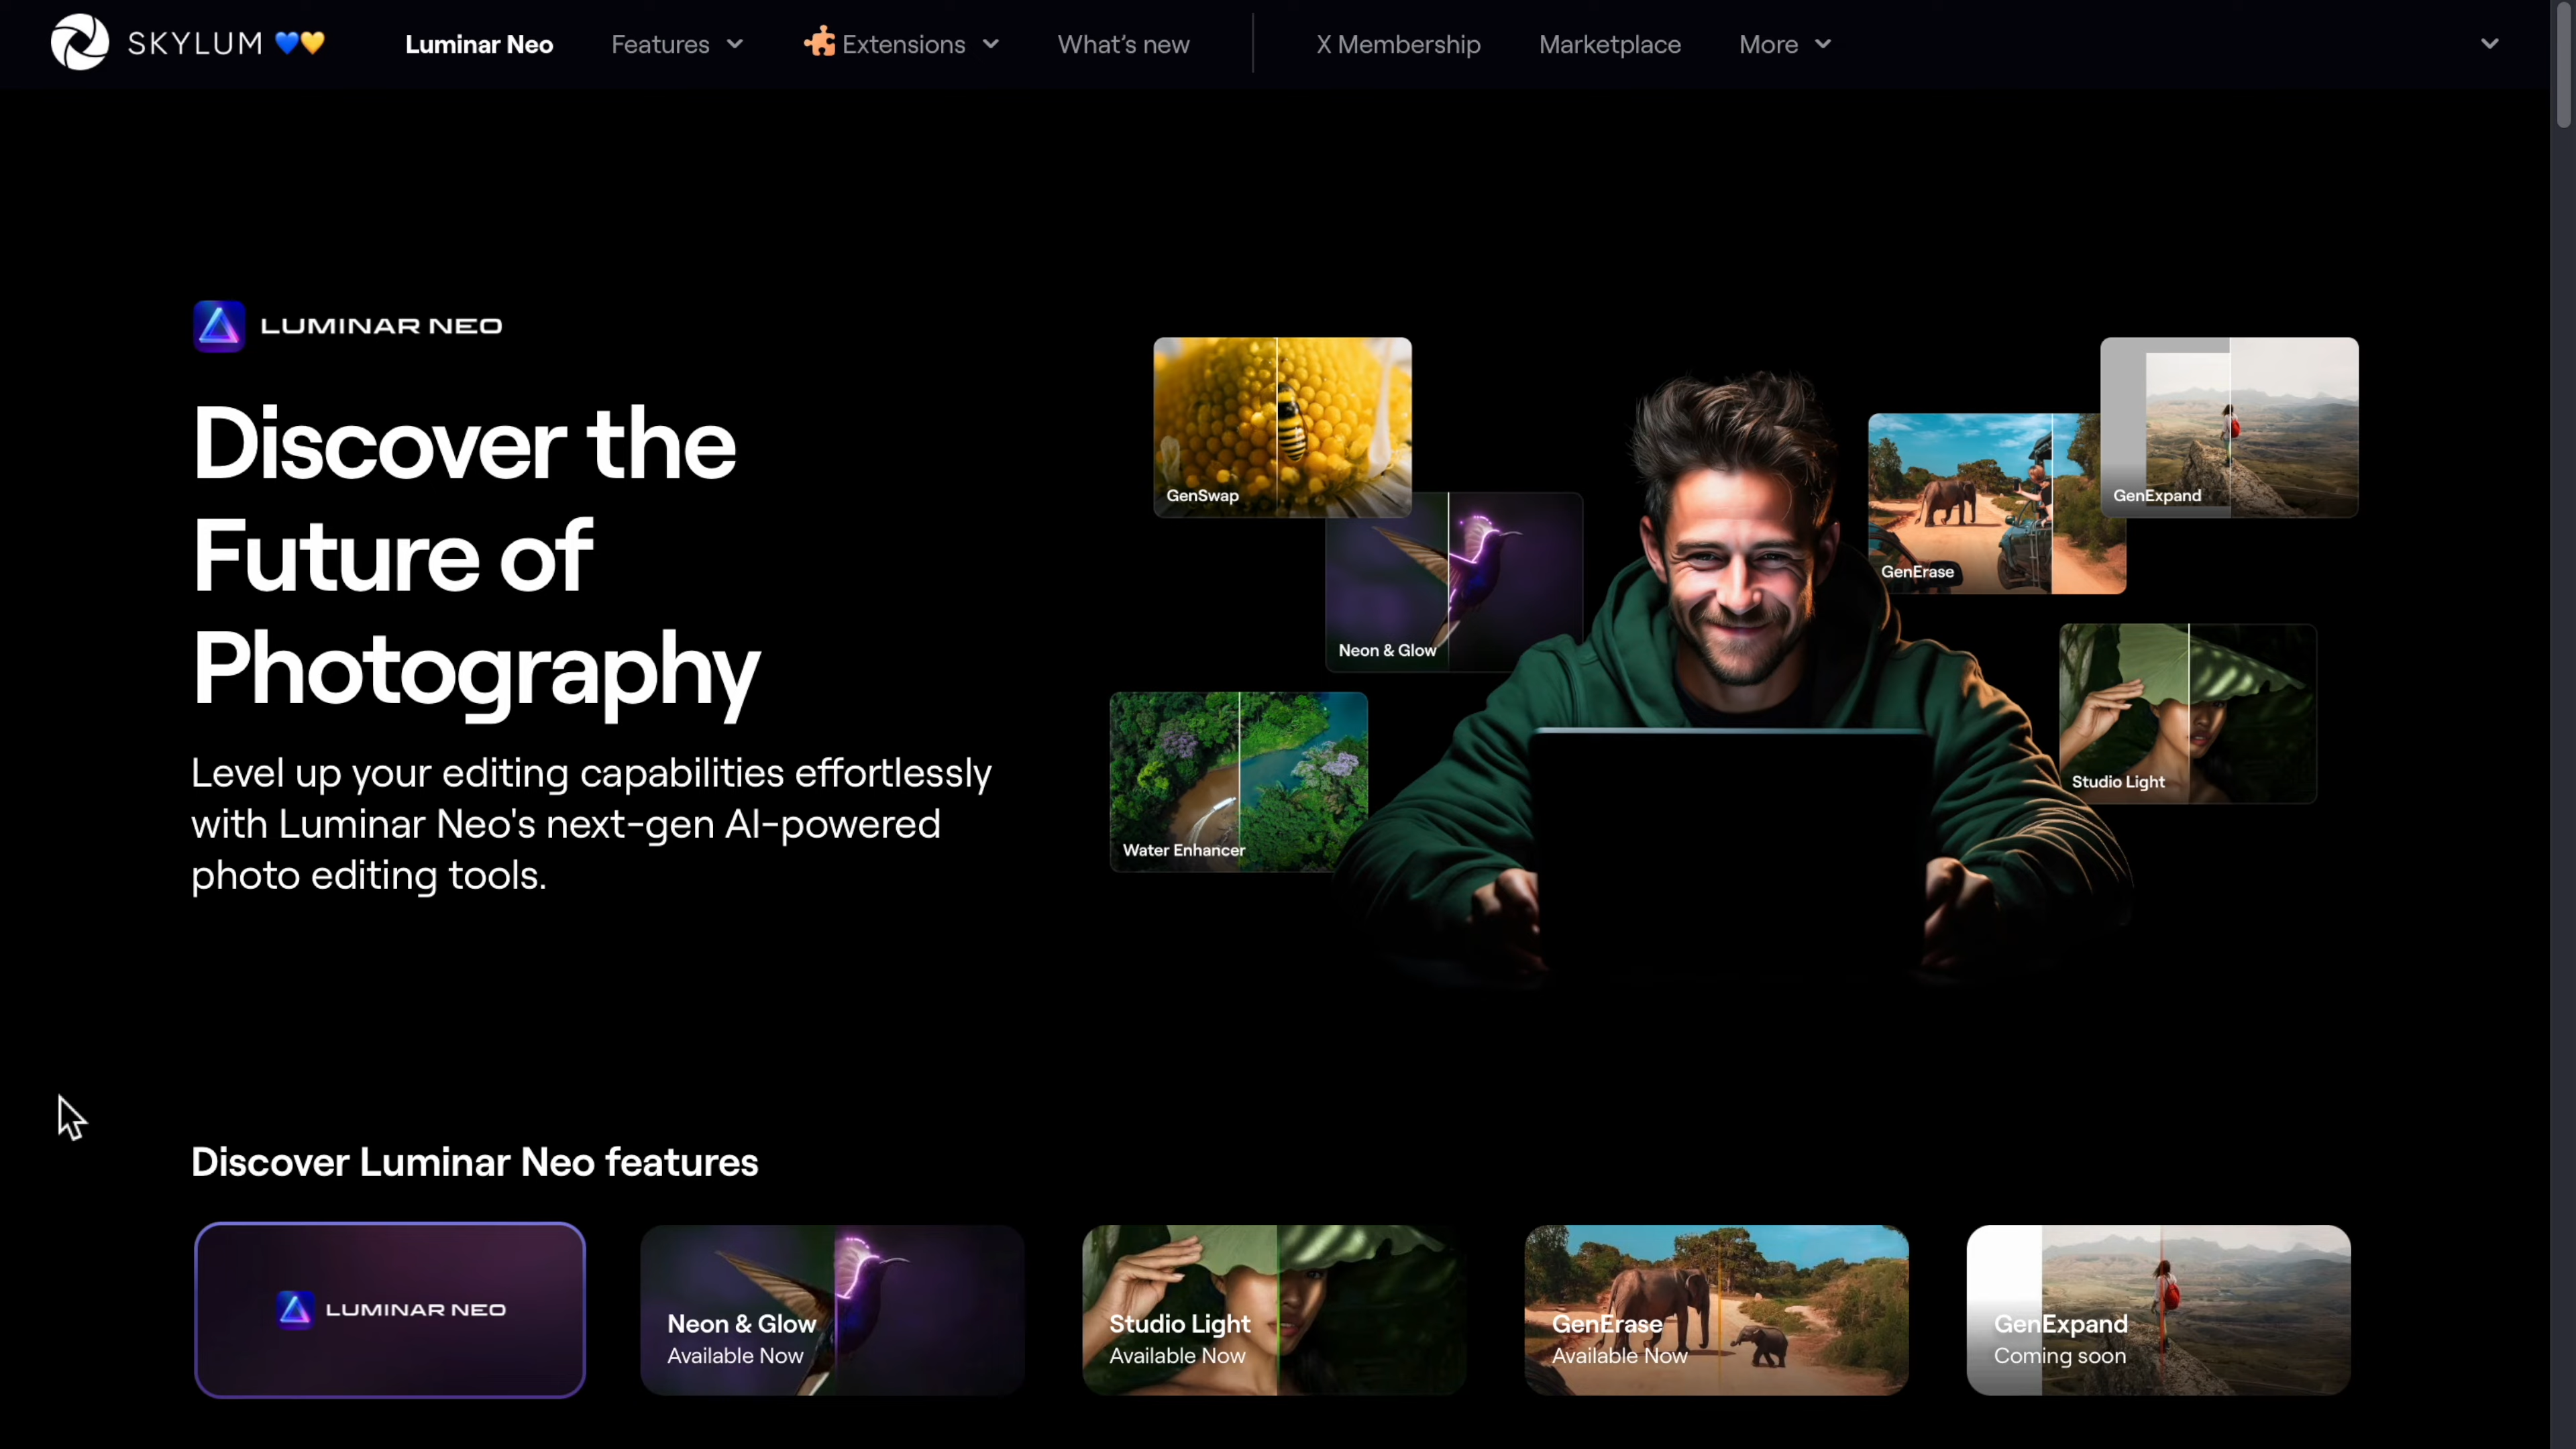 SKYLUM 💙💛
Luminar Neo
Features
Extensions
What's new
X Membership
Marketplace
More
LUMINAR NEO
Discover the
Future of
Photography
Level up your editing capabilities effortlessly
with Luminar Neo's next-gen AI-powered
photo editing tools.
GenSwap
Neon & Glow
Water Enhancer
GenErase
GenExpand
Studio Light
Discover Luminar Neo features
LUMINAR NEO
Neon & Glow
Available Now
Studio Light
Available Now
GenErase
Available Now
GenExpand
Coming soon